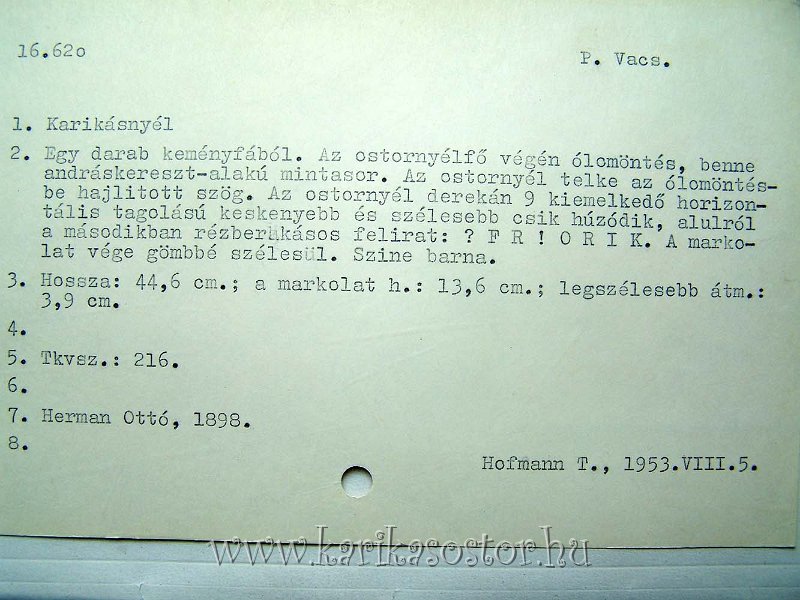 16.62o
P. Vacs.
1. Karikásnyél
2. Egy darab keményfából. Az ostornyélfő végén ólomöntés, benne
andráskereszt-alakú mintasor. Az ostornyél telke az ólomöntés-
be hajlitott szög. Az ostornyél derekán 9 kiemelkedő horizon-
tális tagolású keskenyebb és szélesebb csik húzódik, alulról
a másodikban rézberakásos felirat: ? F R ! O R I K. A marko-
lat vége gömbbé szélesül. Szine barna.
3. Hossza: 44,6 cm.; a markolat h.: 13,6 cm.; legszélesebb átm.:
3,9 cm.
4.
5. Tkvsz.: 216.
6.
7. Herman Ottó, 1898.
8.
Hofmann T., 1953.VIII.5.
www.karikasostor.hu